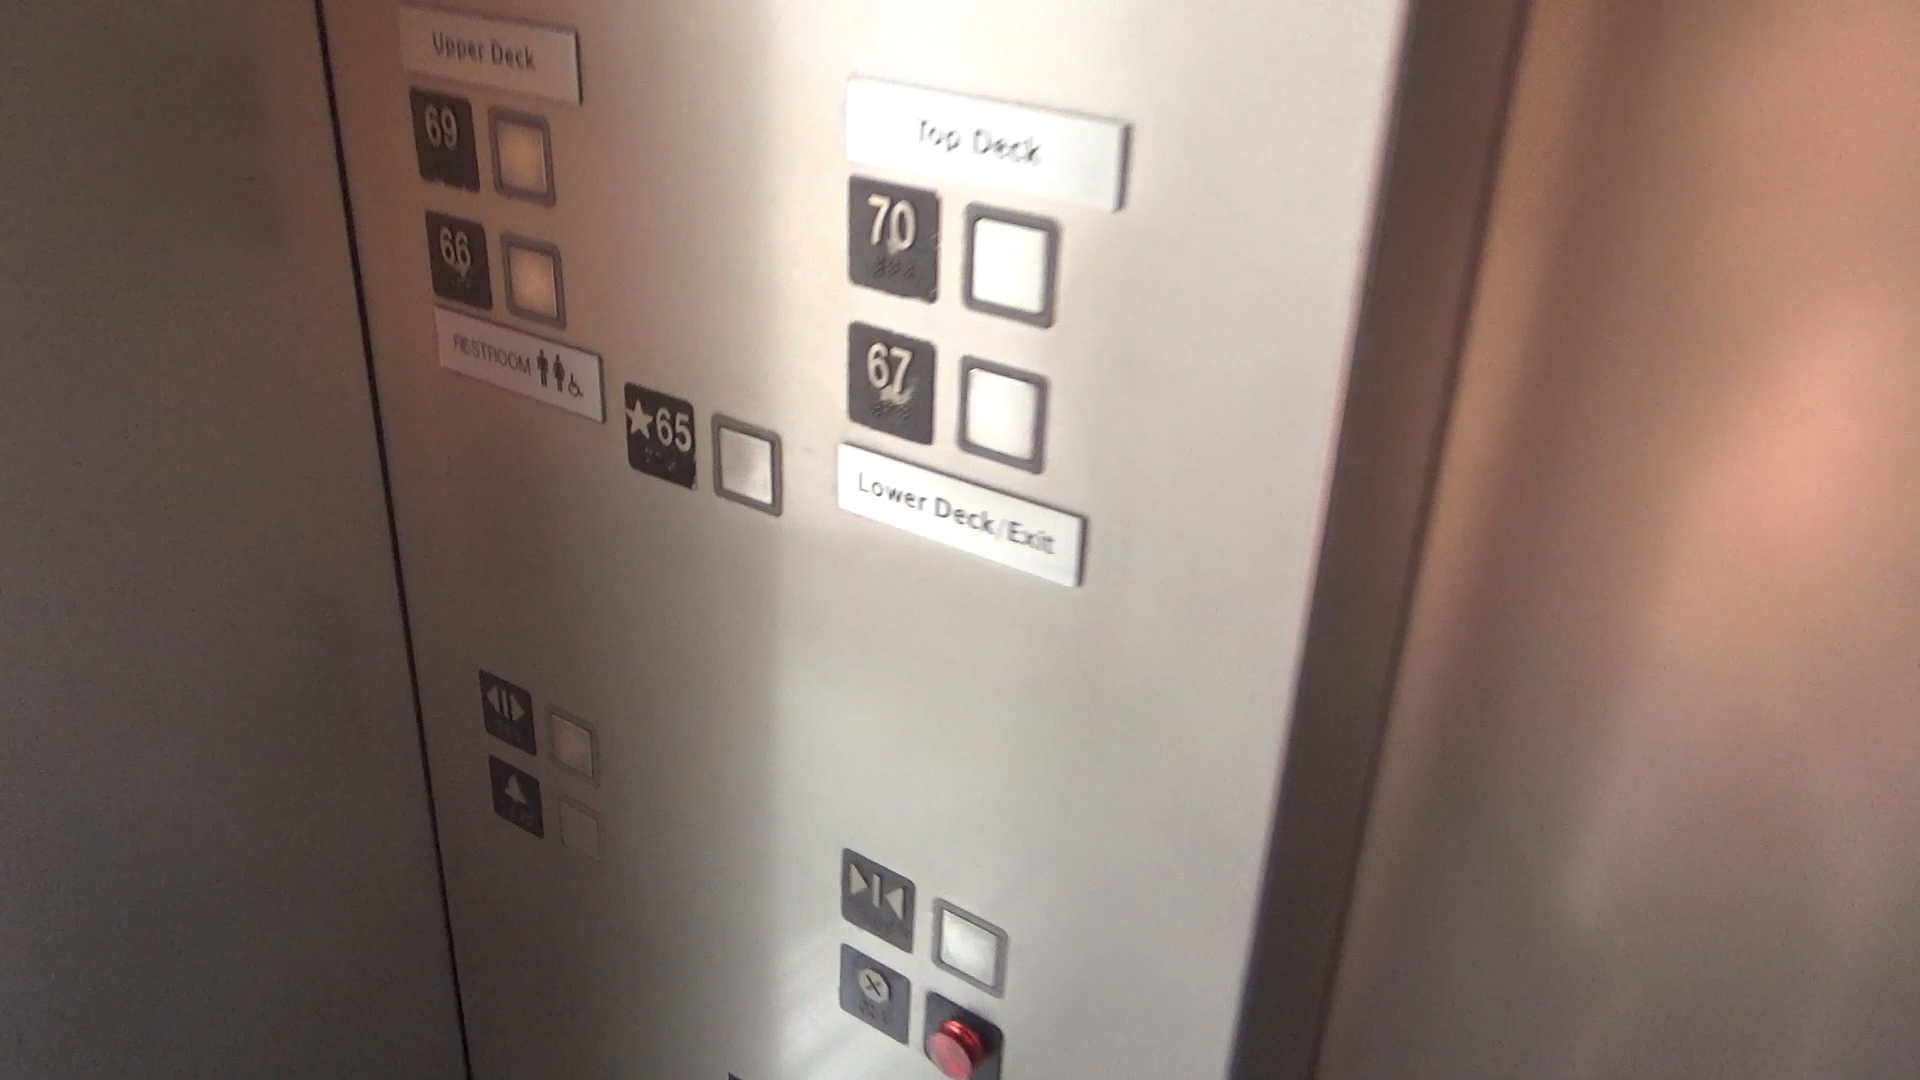 Upper Deck
69
66
RESTROOM
★65
Top Deck
70
67
Lower Deck/Exit